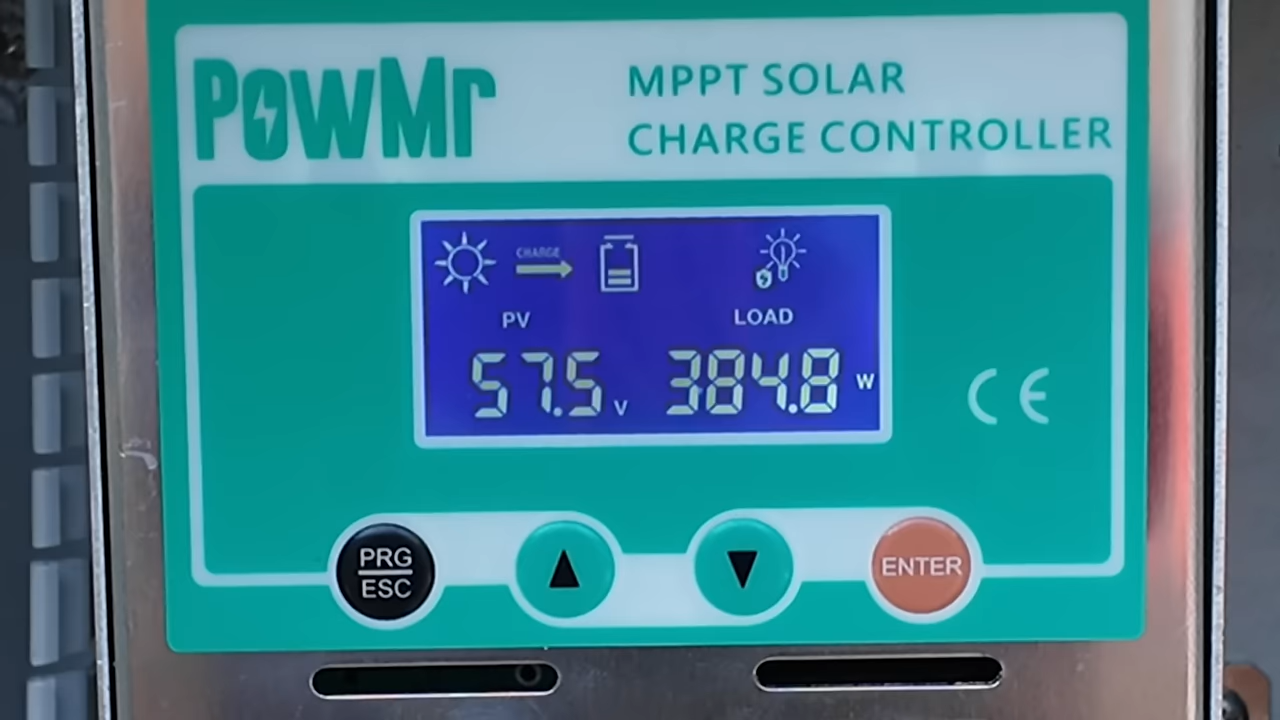 PowMr
MPPT SOLAR
CHARGE CONTROLLER
CHARGE
PV LOAD
57.5 V 384.8 W
CE
PRG
ESC
ENTER